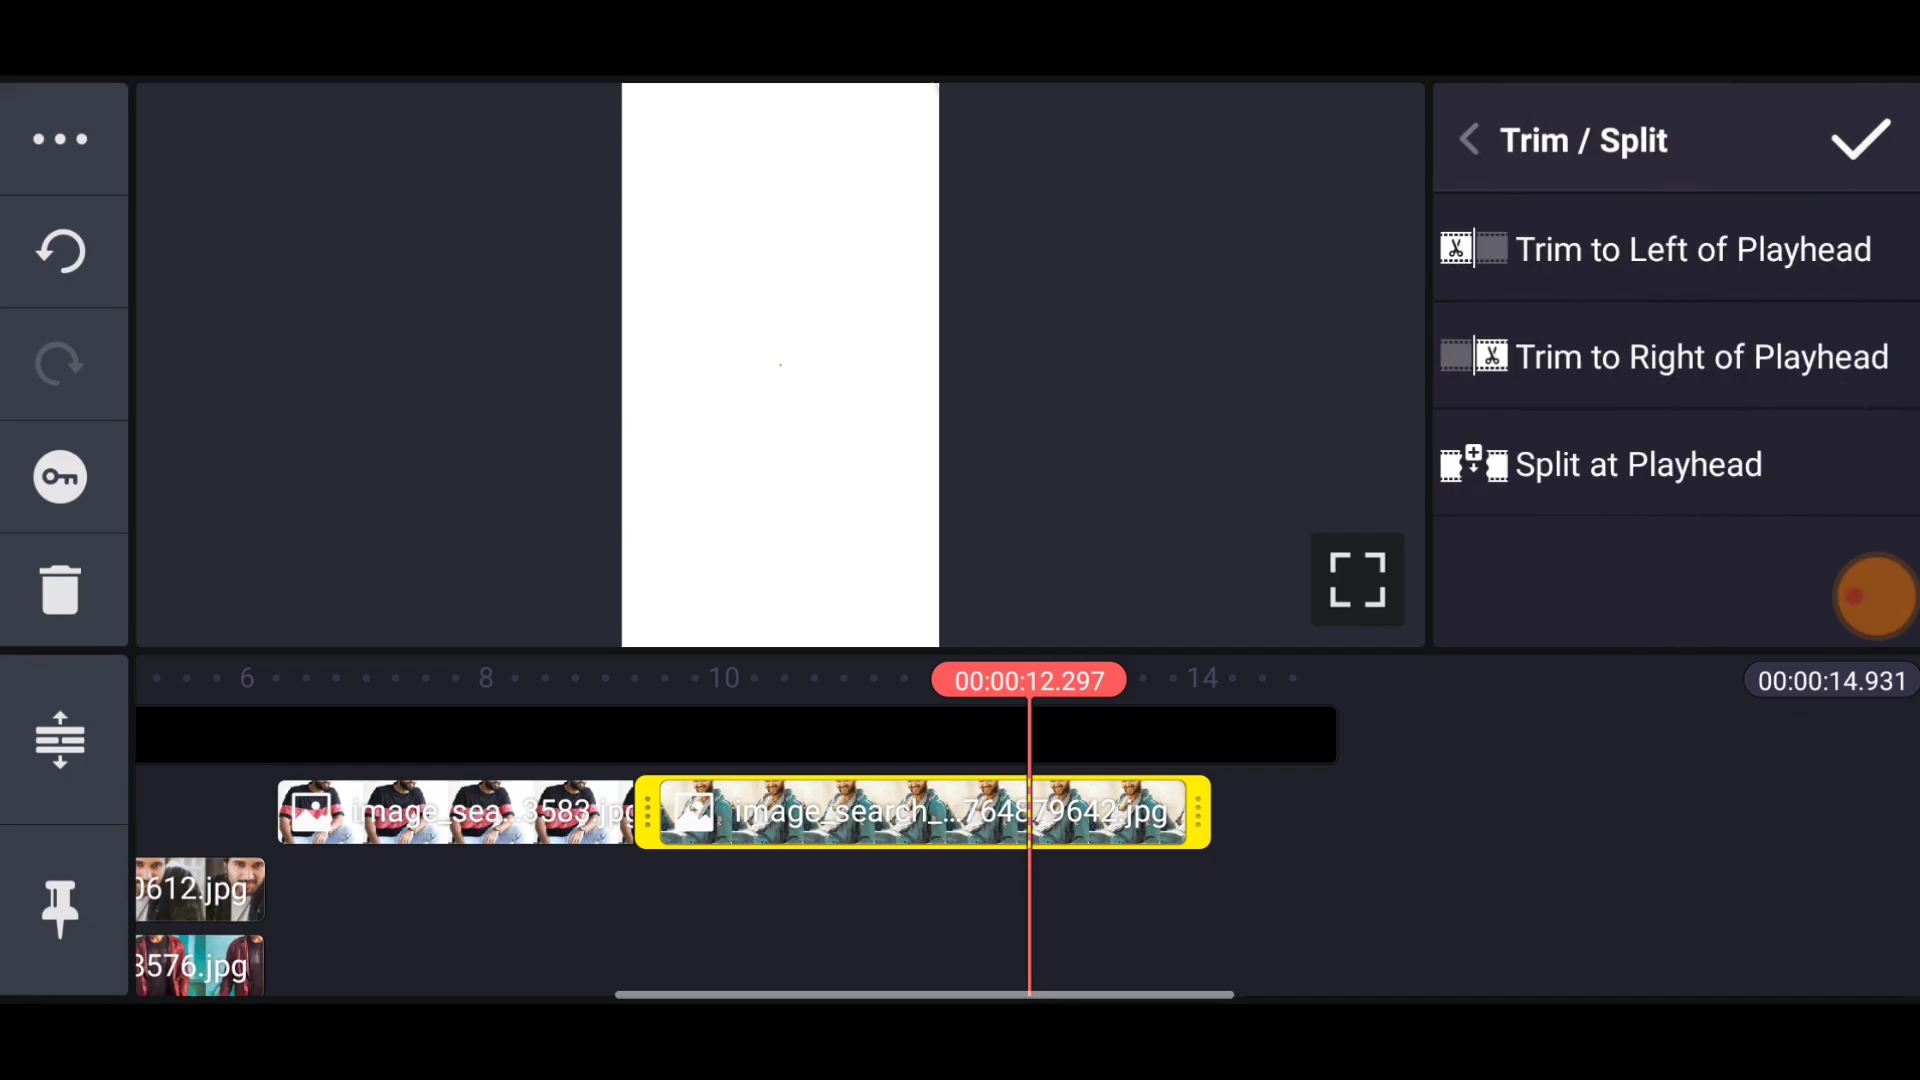 Trim / Split
Trim to Left of Playhead
Trim to Right of Playhead
Split at Playhead
6 8 10 14
00:00:12.297
00:00:14.931
image_sea...3583.jpg
image_search_...764879642.jpg
0612.jpg
3576.jpg